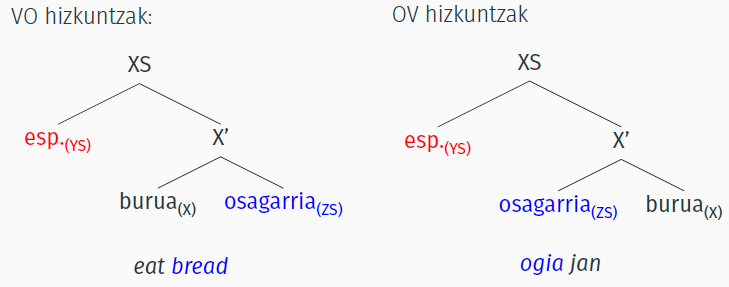 VO hizkuntzak:
XS
esp.(YS)
X’
burua(X) osagarria(ZS)
eat bread
OV hizkuntzak
XS
esp.(YS)
X’
osagarria(ZS) burua(X)
ogia jan